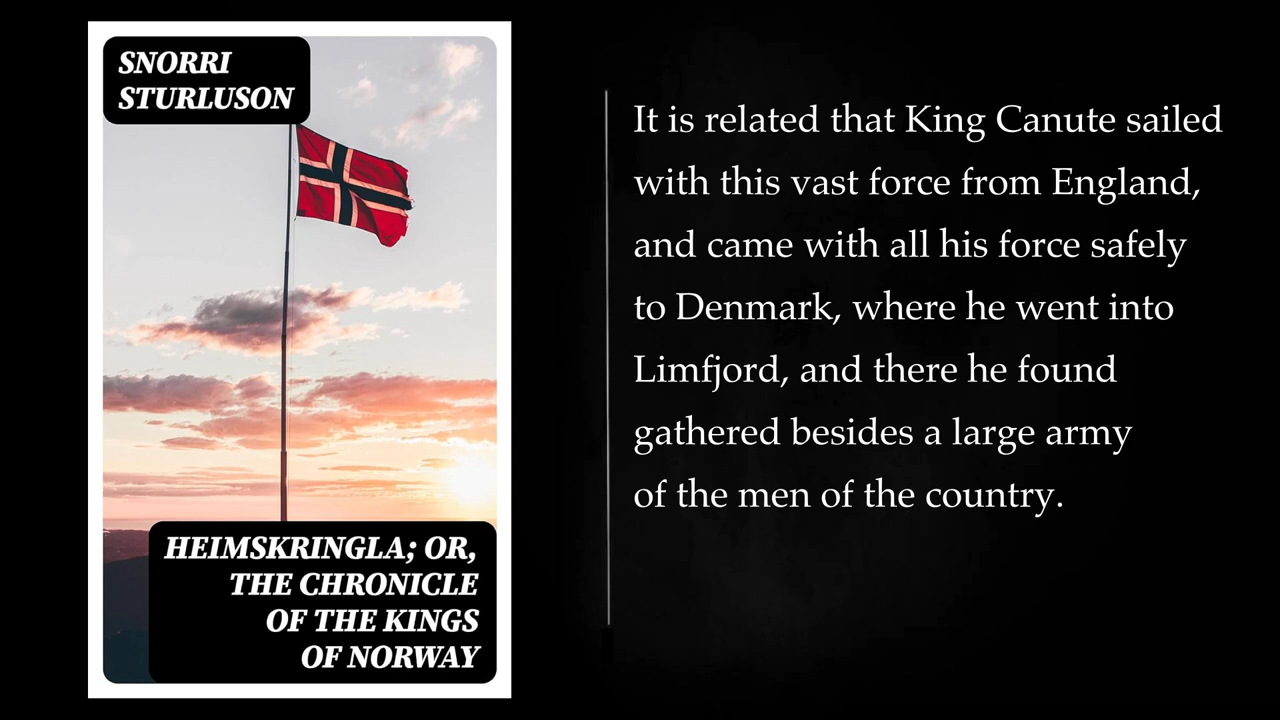 SNORRI
STURLUSON
HEIMSKRINGLA; OR,
THE CHRONICLE
OF THE KINGS
OF NORWAY
It is related that King Canute sailed
with this vast force from England,
and came with all his force safely
to Denmark, where he went into
Limfjord, and there he found
gathered besides a large army
of the men of the country.